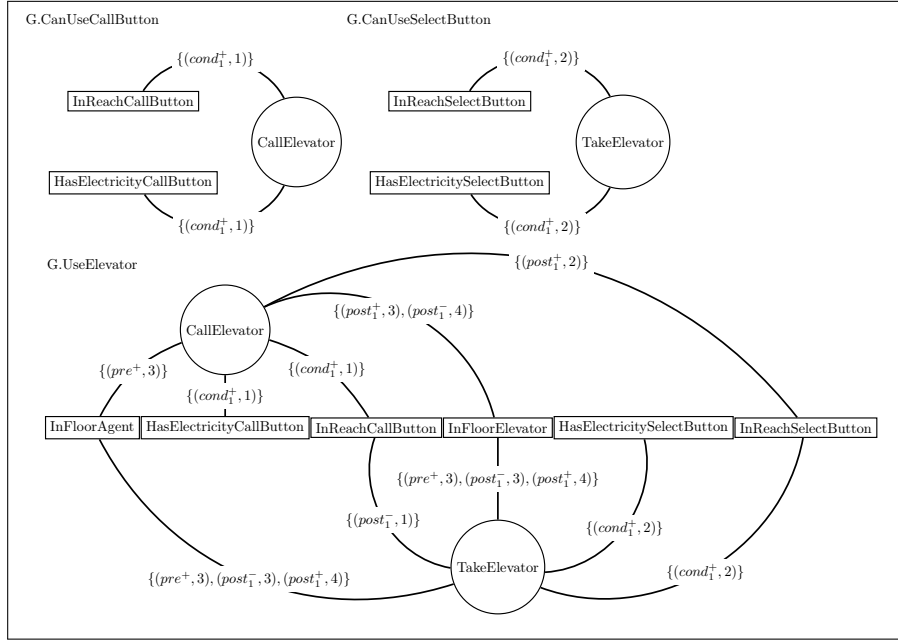 G.CanUseCallButton
G.CanUseSelectButton
{(cond₁⁺, 1)}
{(cond₁⁺, 2)}
InReachCallButton
InReachSelectButton
CallElevator
TakeElevator
HasElectricityCallButton
HasElectricitySelectButton
{(cond₁⁺, 1)}
{(cond₁⁺, 2)}
G.UseElevator
{(post₁⁺, 2)}
{(post₁⁺, 3), (post₁⁻, 4)}
CallElevator
{(pre⁺, 3)}
{(cond₁⁺, 1)}
{(cond₁⁺, 1)}
InFloorAgent
HasElectricityCallButton
InReachCallButton
InFloorElevator
HasElectricitySelectButton
InReachSelectButton
{(pre⁺, 3), (post₁⁻, 3), (post₁⁺, 4)}
{(post₁⁻, 1)}
{(cond₁⁺, 2)}
TakeElevator
{(pre⁺, 3), (post₁⁻, 3), (post₁⁺, 4)}
{(cond₁⁺, 2)}